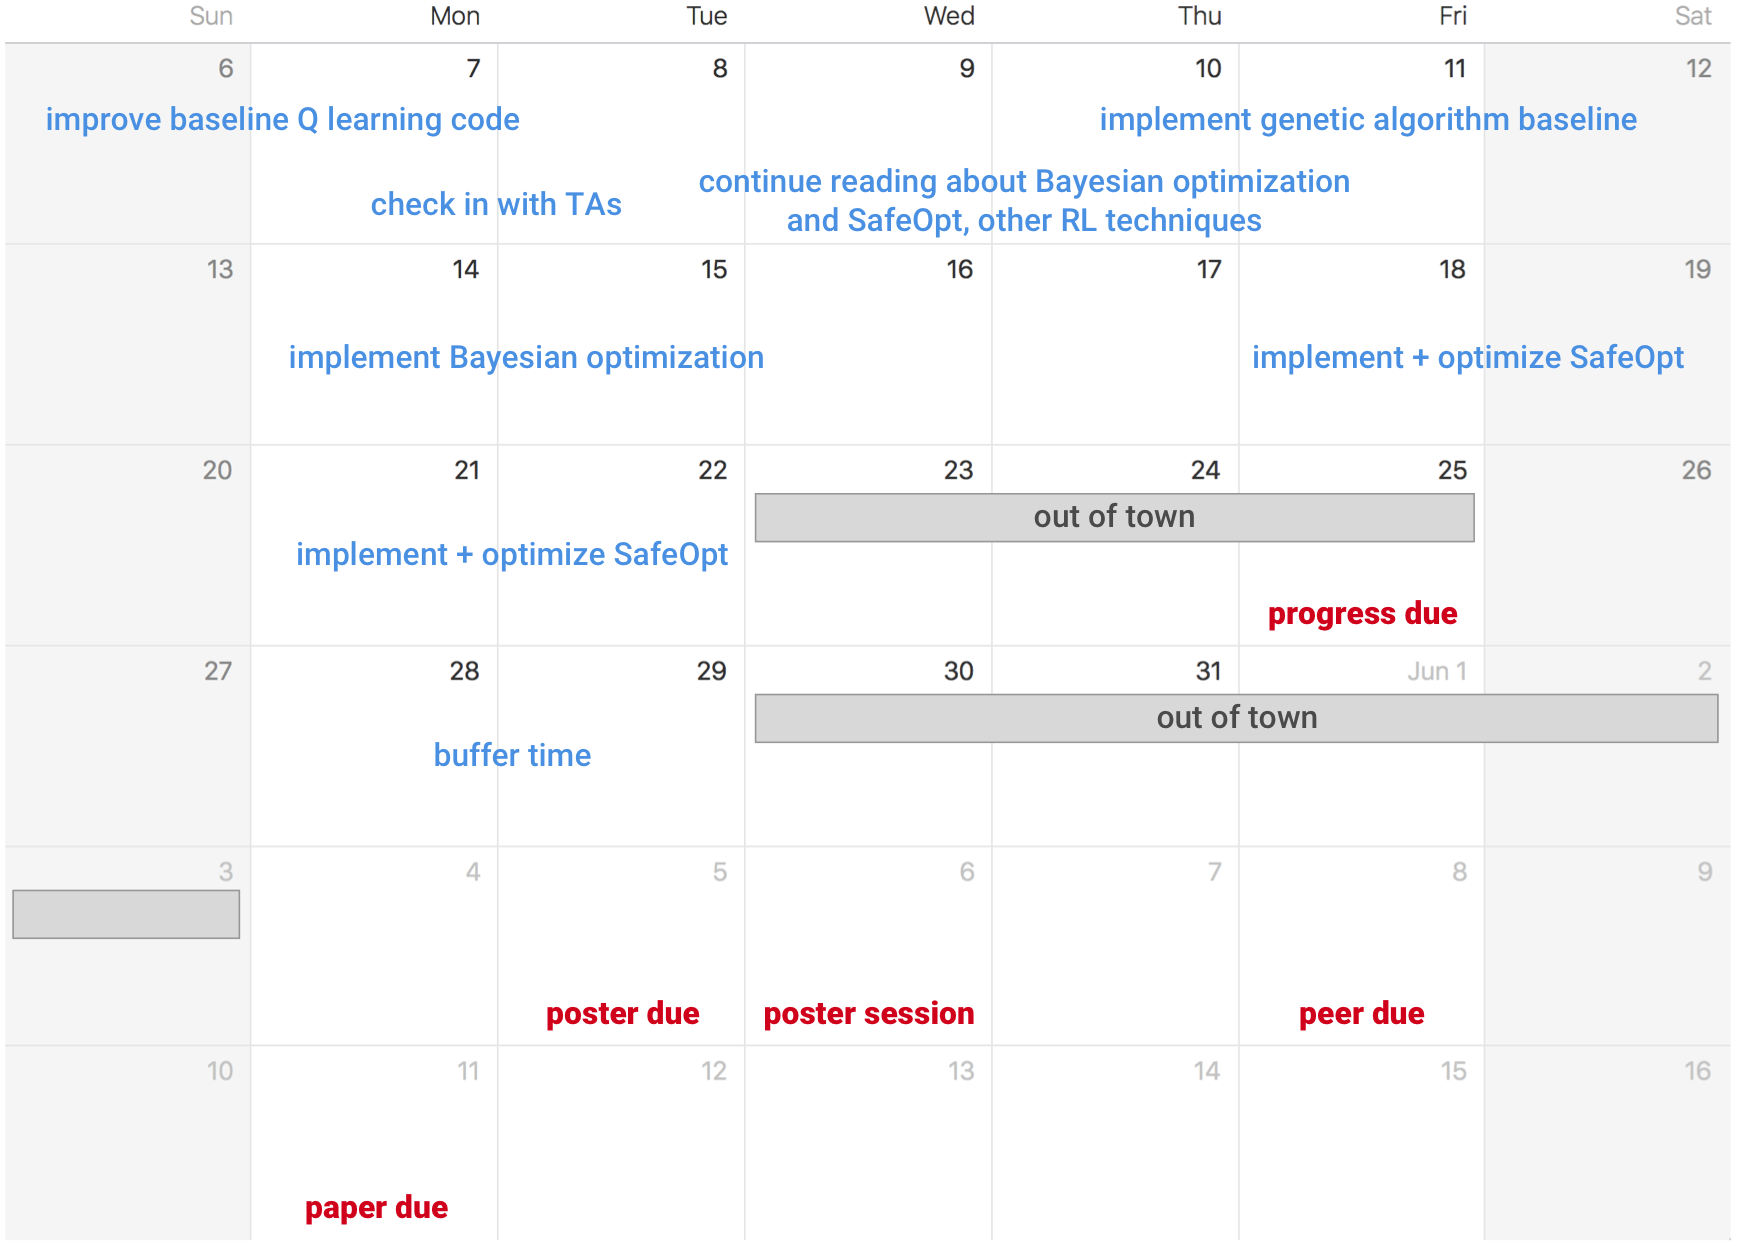 Sun Mon Tue Wed Thu Fri Sat
6 7 8 9 10 11 12
improve baseline Q learning code
implement genetic algorithm baseline
check in with TAs
continue reading about Bayesian optimization
and SafeOpt, other RL techniques
13 14 15 16 17 18 19
implement Bayesian optimization
implement + optimize SafeOpt
20 21 22 23 24 25 26
out of town
implement + optimize SafeOpt
progress due
27 28 29 30 31 Jun 1 2
out of town
buffer time
3 4 5 6 7 8 9
poster due
poster session
peer due
10 11 12 13 14 15 16
paper due